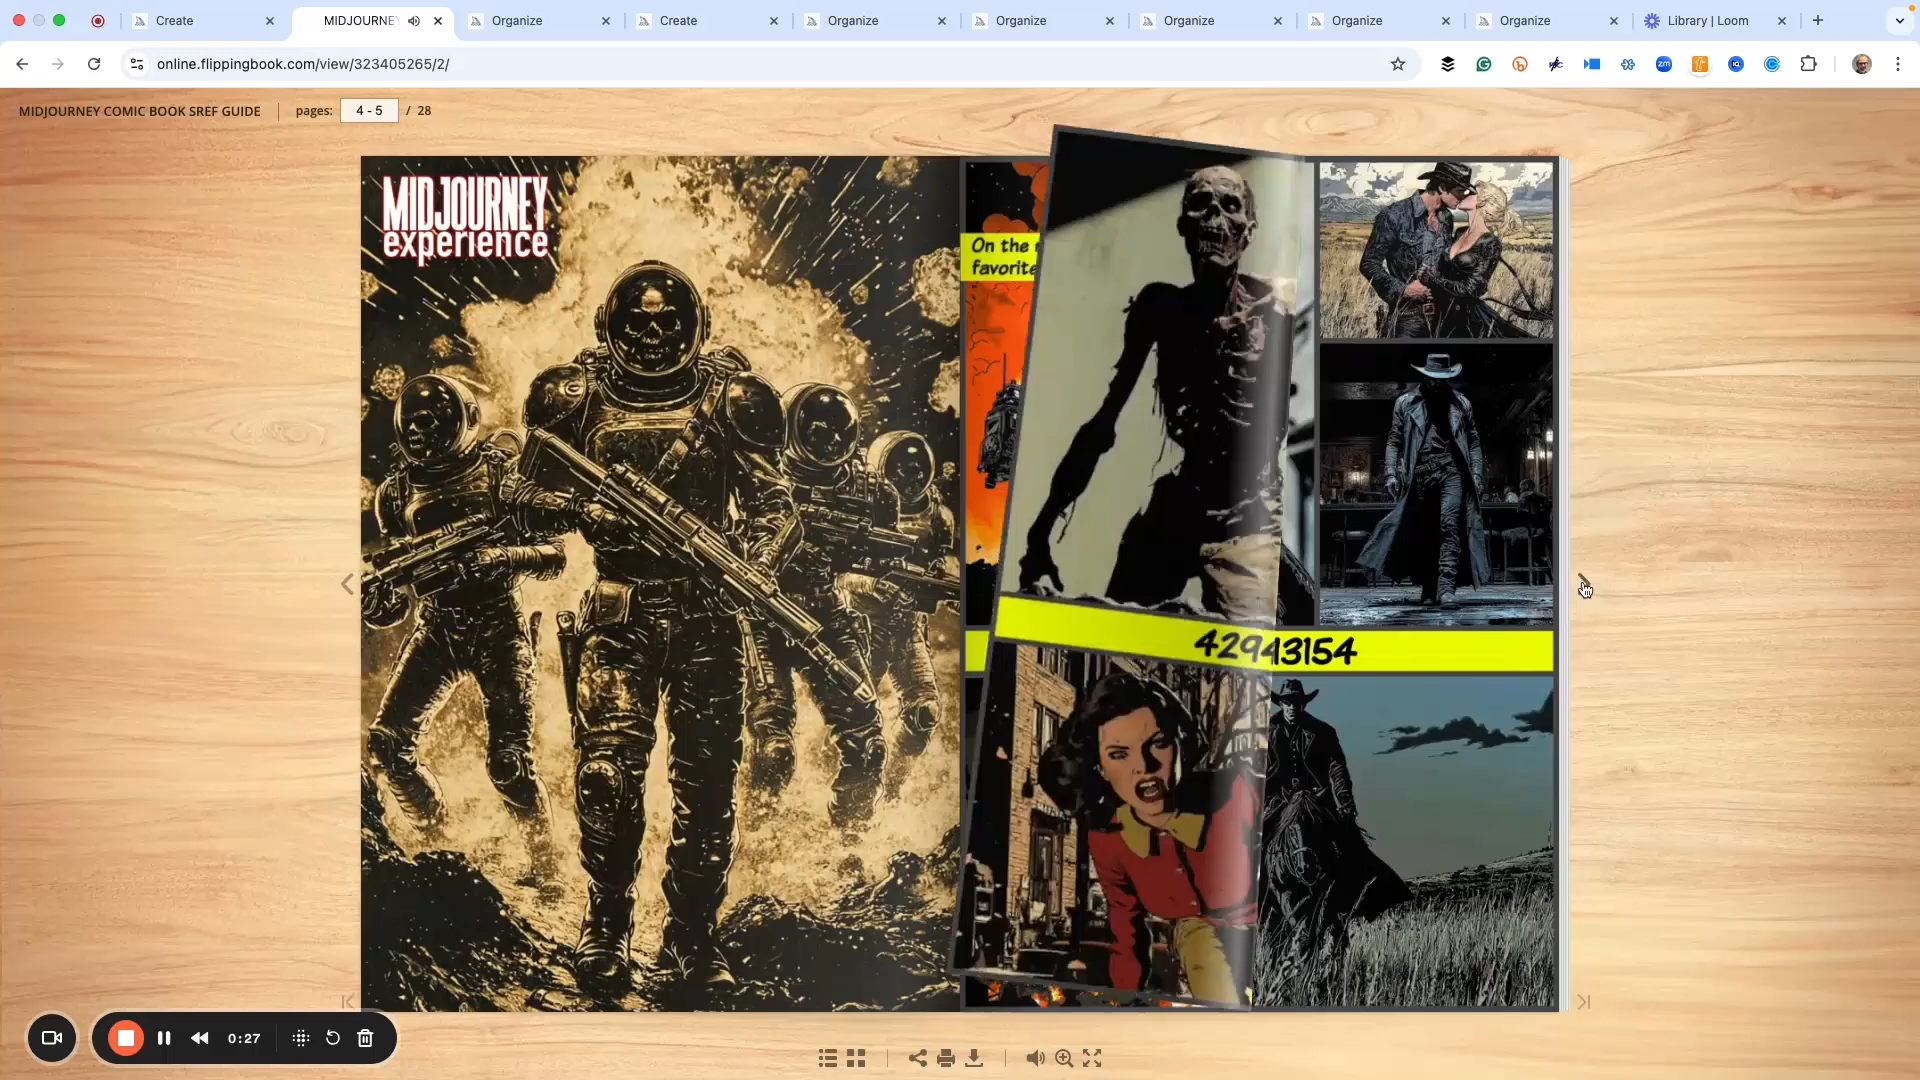 Create
MIDJOURNEY
Organize
Create
Organize
Organize
Organize
Organize
Organize
Library | Loom
online.flippingbook.com/view/323405265/2/
MIDJOURNEY COMIC BOOK SREF GUIDE
pages: 4 - 5 / 28
MIDJOURNEY
experience
On the
favorite
42943154
0:27